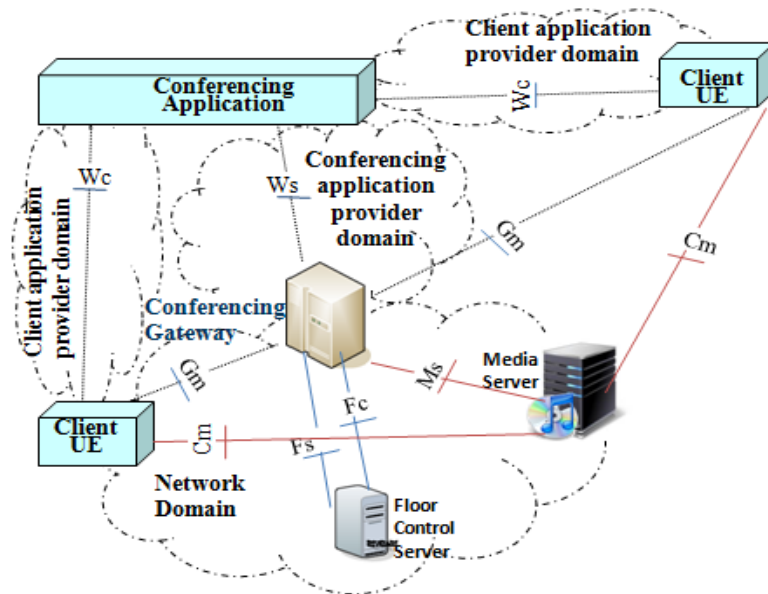 Client application
provider domain
Conferencing
Application
Client
UE
Wc
Conferencing
application
provider
domain
Wc
Ws
Client application
provider domain
Gm
Cm
Conferencing
Gateway
Media
Server
Gm
Ms
Fc
Client
UE
Cm
Fs
Network
Domain
Floor
Control
Server